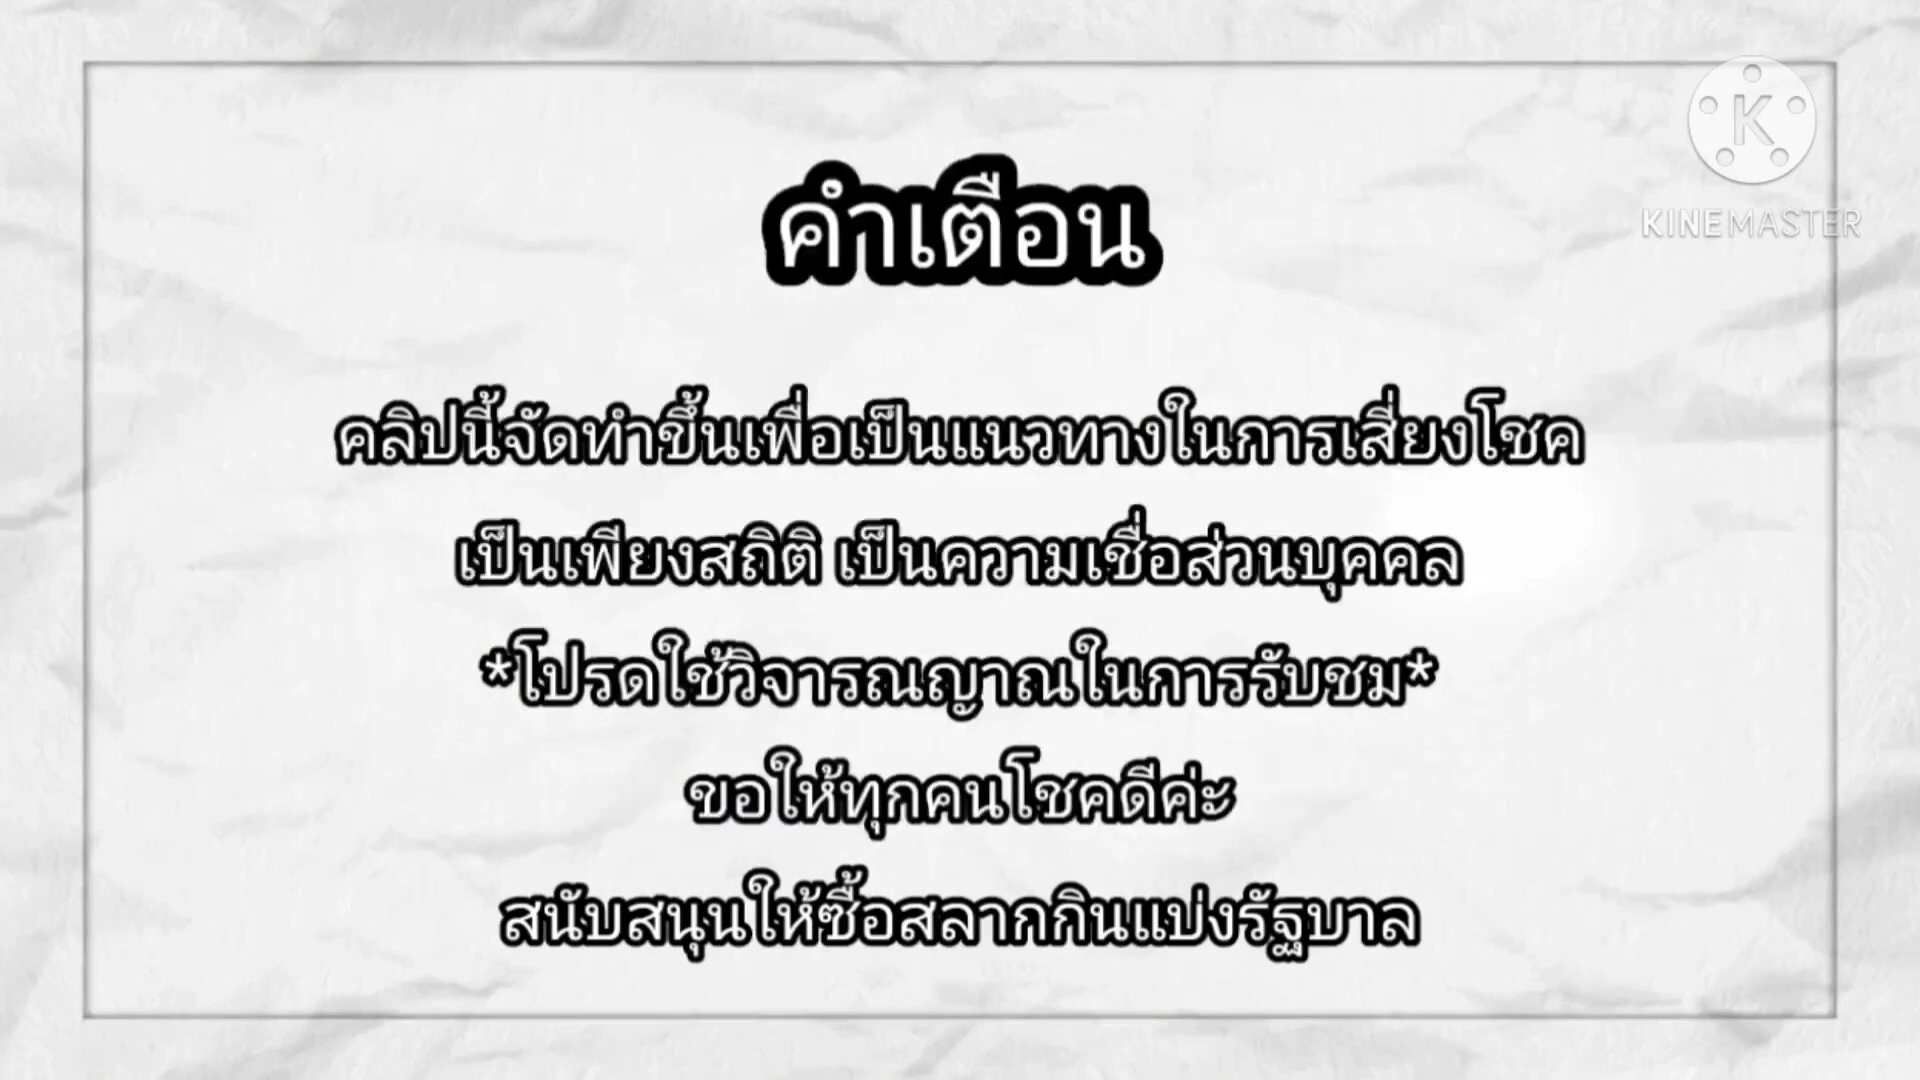 KINEMASTER
คำเตือน
คลิปนี้จัดทำขึ้นเพื่อเป็นแนวทางในการเสี่ยงโชค
เป็นเพียงสถิติ เป็นความเชื่อส่วนบุคคล
*โปรดใช้วิจารณญาณในการรับชม*
ขอให้ทุกคนโชคดีค่ะ
สนับสนุนให้ซื้อสลากกินแบ่งรัฐบาล